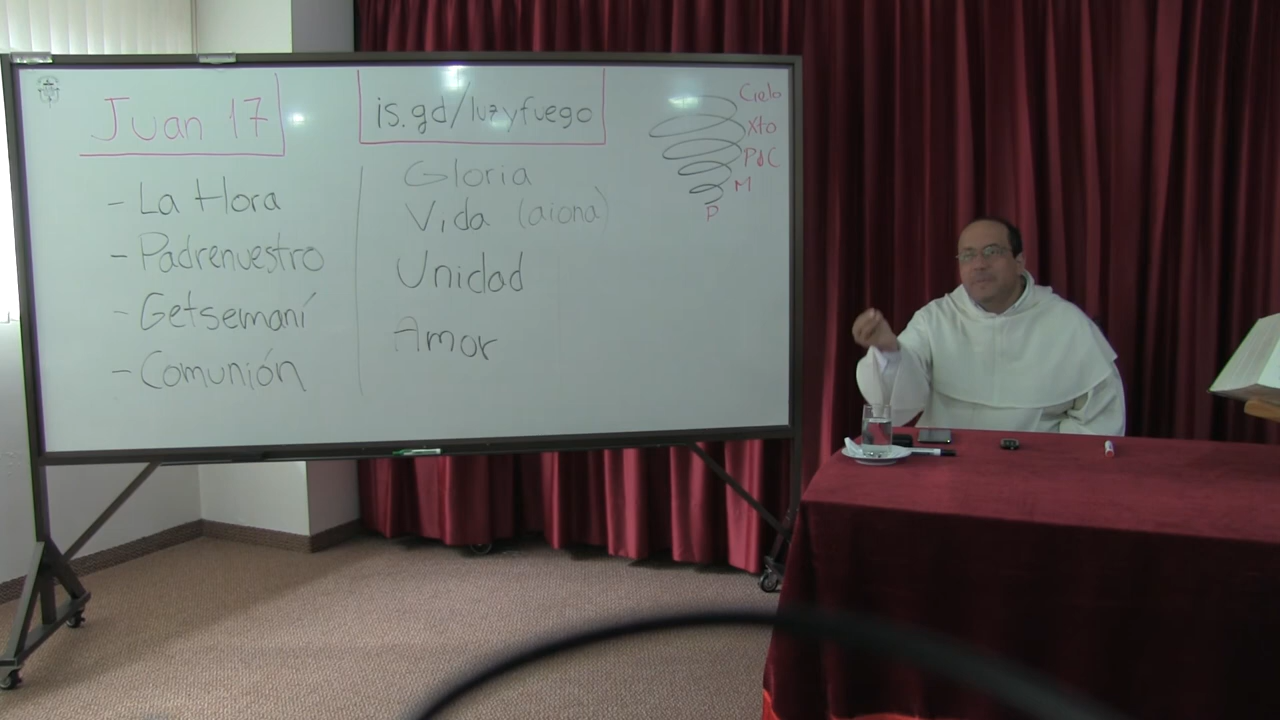 Juan 17
- La Hora
- Padrenuestro
- Getsemaní
- Comunión
is.gd/luzyfuego
Gloria
Vida (aiona)
Unidad
Amor
Cielo
Xto
PdC
M
P